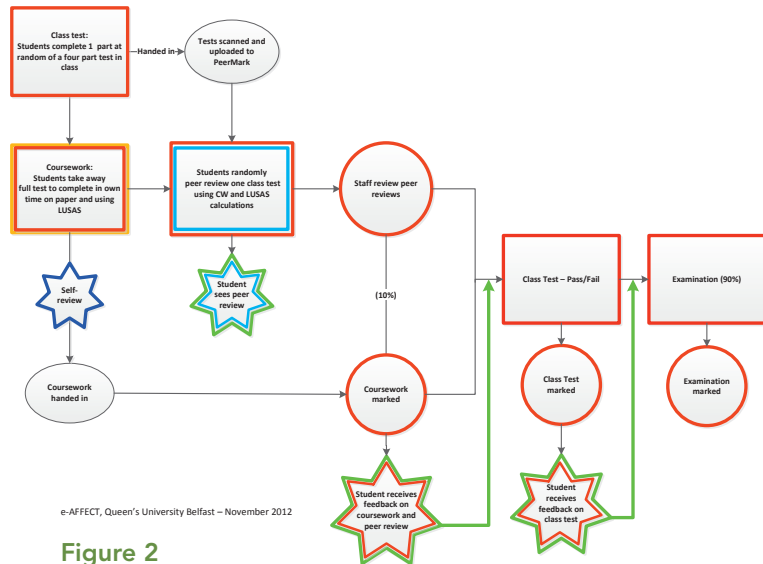 Class test:
Students complete 1 part at
random of a four part test in
class
Handed in
Tests scanned and
uploaded to
PeerMark
Coursework:
Students take away
full test to complete in own
time on paper and using
LUSAS
Students randomly
peer review one class test
using CW and LUSAS
calculations
Staff review peer
reviews
Self-
review
Student
sees peer
review
(10%)
Class Test – Pass/Fail
Examination (90%)
Coursework
handed in
Coursework
marked
Class Test
marked
Examination
marked
Student receives
feedback on
coursework and
peer review
Student
receives
feedback on
class test
e-AFFECT, Queen's University Belfast – November 2012
Figure 2